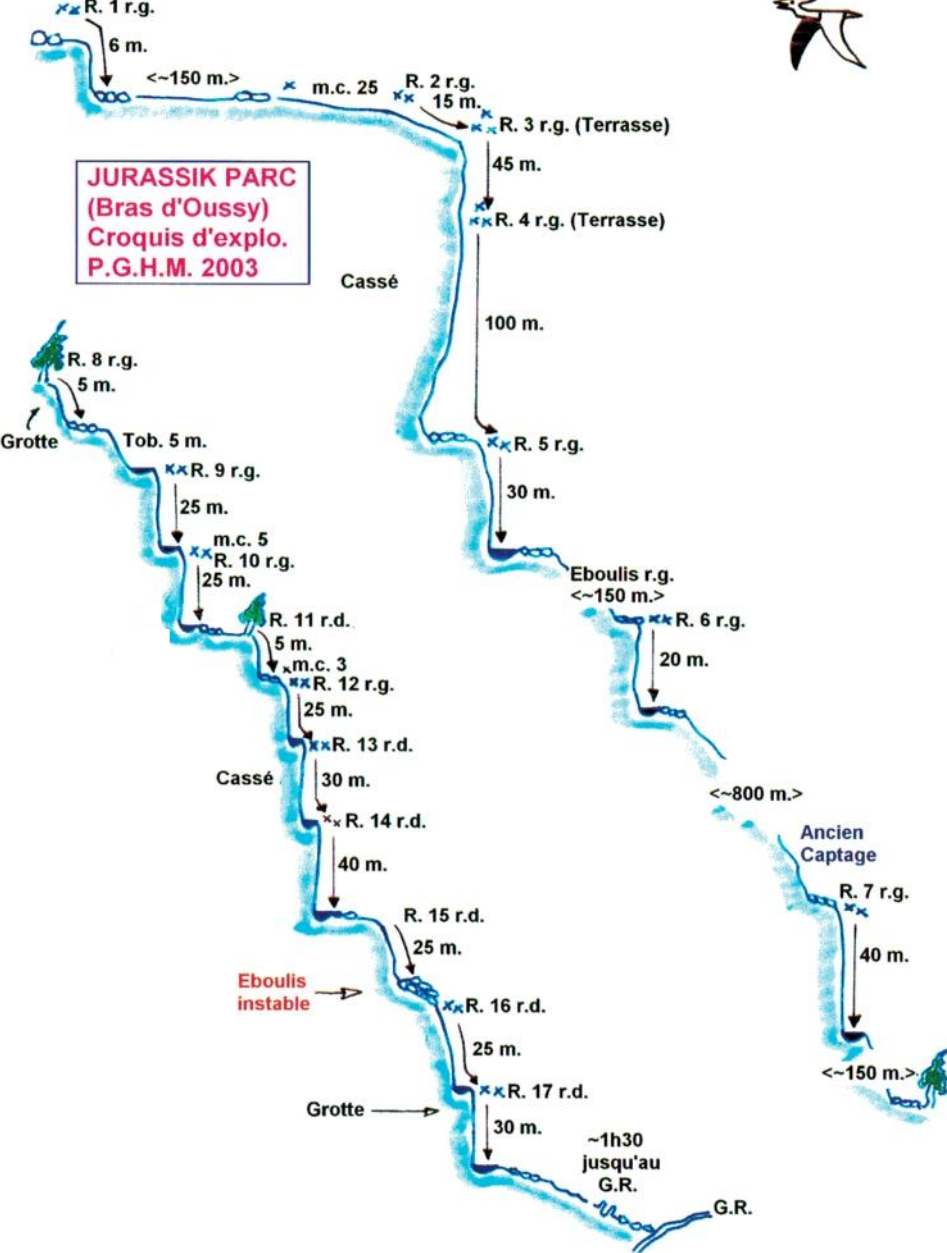 R. 1 r.g.
6 m.
<~150 m.>
m.c. 25
R. 2 r.g.
15 m.
R. 3 r.g. (Terrasse)
45 m.
R. 4 r.g. (Terrasse)
JURASSIK PARC
(Bras d'Oussy)
Croquis d'explo.
P.G.H.M. 2003
Cassé
100 m.
R. 5 r.g.
30 m.
Eboulis r.g.
<~150 m.>
R. 6 r.g.
20 m.
<~800 m.>
Ancien
Captage
R. 7 r.g.
40 m.
<~150 m.>
R. 8 r.g.
5 m.
Grotte
Tob. 5 m.
R. 9 r.g.
25 m.
m.c. 5
R. 10 r.g.
25 m.
R. 11 r.d.
5 m.
m.c. 3
R. 12 r.g.
25 m.
R. 13 r.d.
Cassé
30 m.
R. 14 r.d.
40 m.
R. 15 r.d.
25 m.
Eboulis
instable
R. 16 r.d.
25 m.
R. 17 r.d.
Grotte
30 m.
~1h30
jusqu'au
G.R.
G.R.